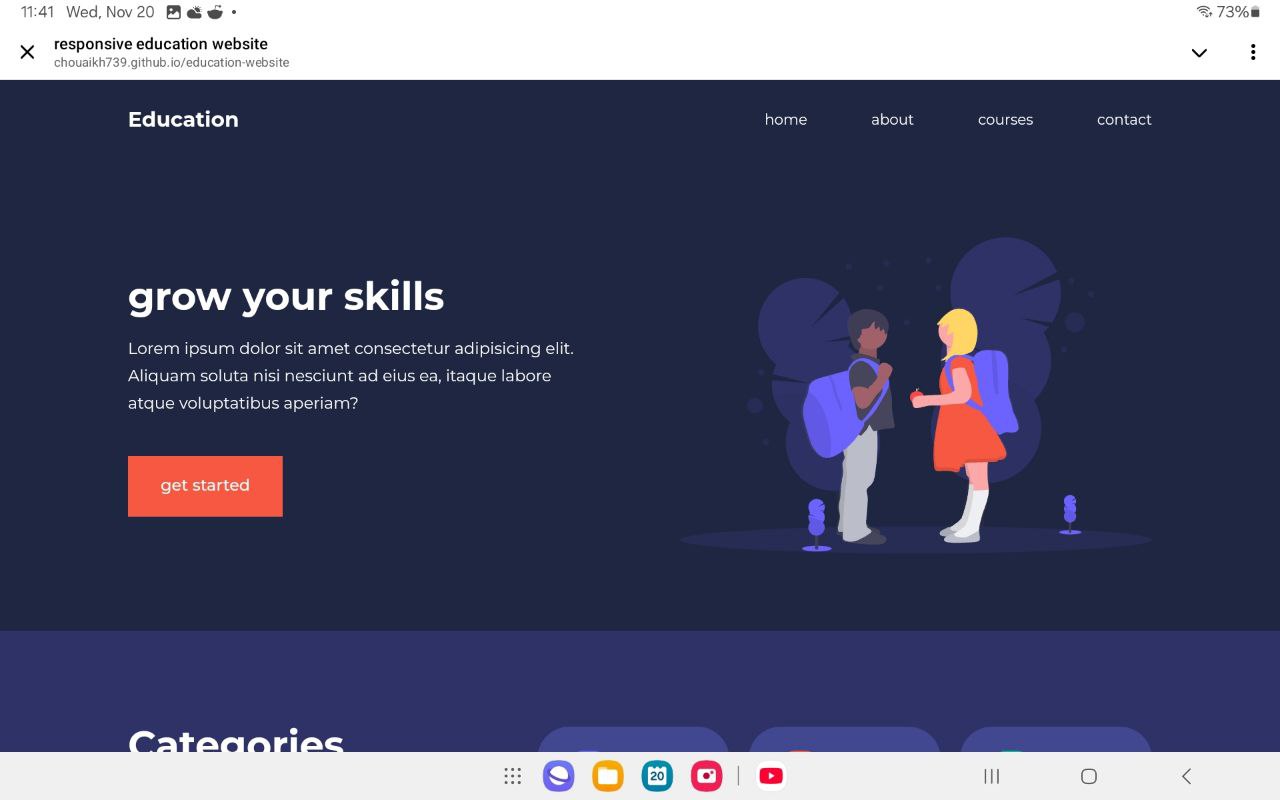 11:41 Wed, Nov 20
73%
responsive education website
chouaikh739.github.io/education-website
Education
home about courses contact
grow your skills
Lorem ipsum dolor sit amet consectetur adipisicing elit.
Aliquam soluta nisi nesciunt ad eius ea, itaque labore
atque voluptatibus aperiam?
get started
Categories
20